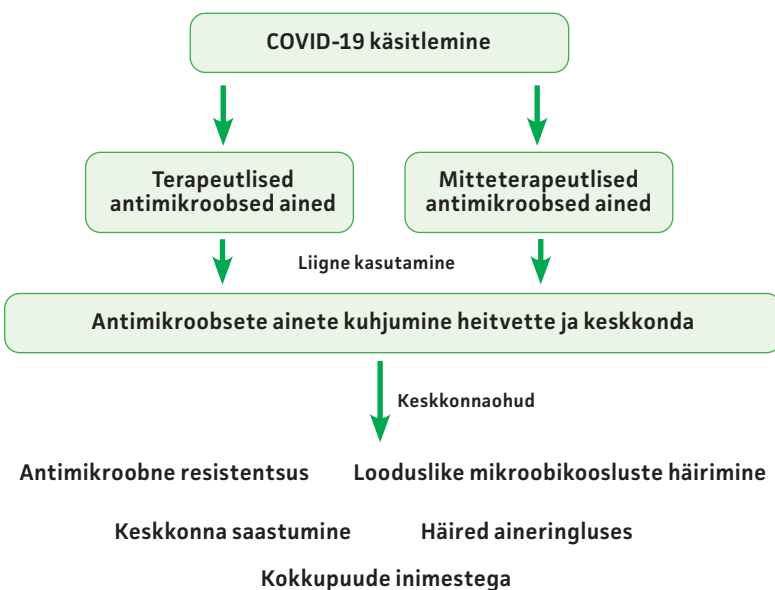 COVID-19 käsitlemine
Terapeutlised
antimikroobsed ained
Mitteterapeutlised
antimikroobsed ained
Liigne kasutamine
Antimikroobsete ainete kuhjumine heitvette ja keskkonda
Keskkonnaohud
Antimikroobne resistentsus
Looduslike mikroobikoosluste häirimine
Keskkonna saastumine
Häired aineringluses
Kokkupuude inimestega